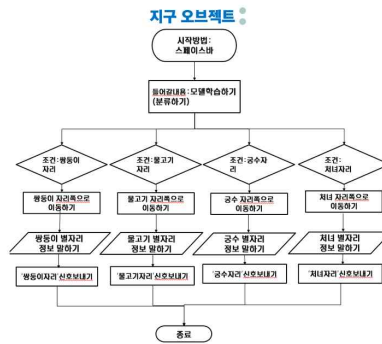 지구 오브젝트
시작방법:
스페이스바
들어갈내용:모델학습하기
(분류하기)
조건:쌍둥이
자리
조건:물고기
자리
조건:궁수자
리
조건:
처녀자리
쌍둥이 자리쪽으로
이동하기
물고기 자리쪽으로
이동하기
궁수 자리쪽으로
이동하기
처녀 자리쪽으로
이동하기
쌍둥이 별자리
정보 말하기
물고기 별자리
정보 말하기
궁수 별자리
정보 말하기
처녀 별자리
정보 말하기
'쌍둥이자리'신호보내기
'물고기자리'신호보내기
'궁수자리'신호보내기
'처녀자리'신호보내기
종료